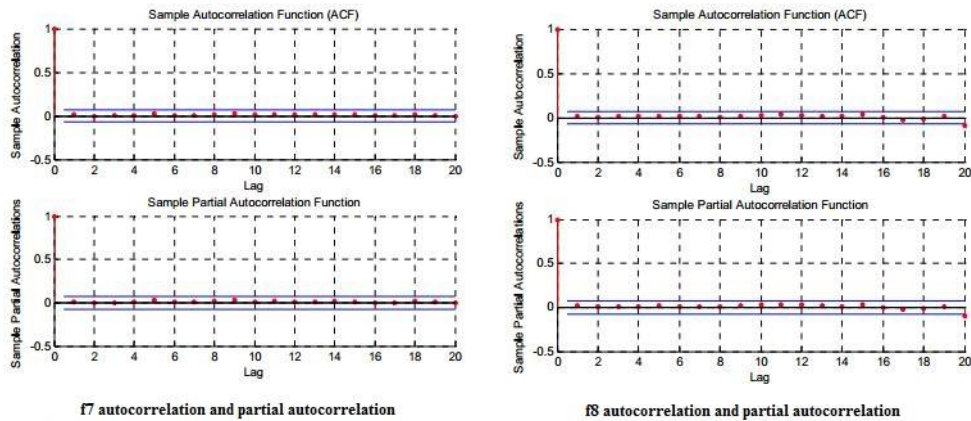 Sample Autocorrelation Function (ACF)
Sample Autocorrelation
1
0.5
0
-0.5
0 2 4 6 8 10 12 14 16 18 20
Lag
Sample Partial Autocorrelation Function
Sample Partial Autocorrelations
1
0.5
0
-0.5
0 2 4 6 8 10 12 14 16 18 20
Lag
f7 autocorrelation and partial autocorrelation
Sample Autocorrelation Function (ACF)
Sample Autocorrelation
1
0.5
0
-0.5
0 2 4 6 8 10 12 14 16 18 20
Lag
Sample Partial Autocorrelation Function
Sample Partial Autocorrelations
1
0.5
0
-0.5
0 2 4 6 8 10 12 14 16 18 20
Lag
f8 autocorrelation and partial autocorrelation